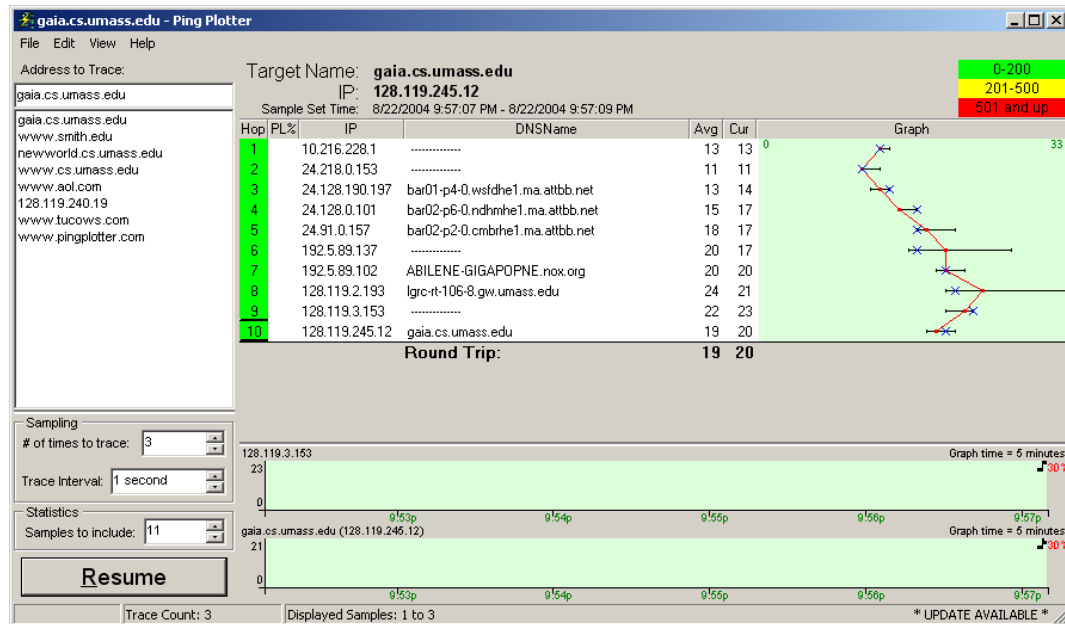 gaia.cs.umass.edu - Ping Plotter
File Edit View Help
Address to Trace:
gaia.cs.umass.edu
gaia.cs.umass.edu
www.smith.edu
newworld.cs.umass.edu
www.cs.umass.edu
www.aol.com
128.119.240.19
www.tucows.com
www.pingplotter.com
Target Name: gaia.cs.umass.edu
IP: 128.119.245.12
Sample Set Time: 8/22/2004 9:57:07 PM - 8/22/2004 9:57:09 PM
0-200
201-500
501 and up
Hop PL% IP DNSName Avg Cur Graph
0 33
1 10.216.228.1 ------------- 13 13
2 24.218.0.153 ------------- 11 11
3 24.128.190.197 bar01-p4-0.wsfdhe1.ma.attbb.net 13 14
4 24.128.0.101 bar02-p6-0.ndhmhe1.ma.attbb.net 15 17
5 24.91.0.157 bar02-p2-0.cmbrhe1.ma.attbb.net 18 17
6 192.5.89.137 ------------- 20 17
7 192.5.89.102 ABILENE-GIGAPOPNE.nox.org 20 20
8 128.119.2.193 lgrc-rt-106-8.gw.umass.edu 24 21
9 128.119.3.153 ------------- 22 23
10 128.119.245.12 gaia.cs.umass.edu 19 20
Round Trip: 19 20
Sampling
# of times to trace: 3
Trace Interval: 1 second
Statistics
Samples to include: 11
Resume
128.119.3.153 Graph time = 5 minutes
23 30%
0
9:53p 9:54p 9:55p 9:56p 9:57p
gaia.cs.umass.edu (128.119.245.12) Graph time = 5 minutes
21 30%
0
9:53p 9:54p 9:55p 9:56p 9:57p
Trace Count: 3 Displayed Samples: 1 to 3 * UPDATE AVAILABLE *